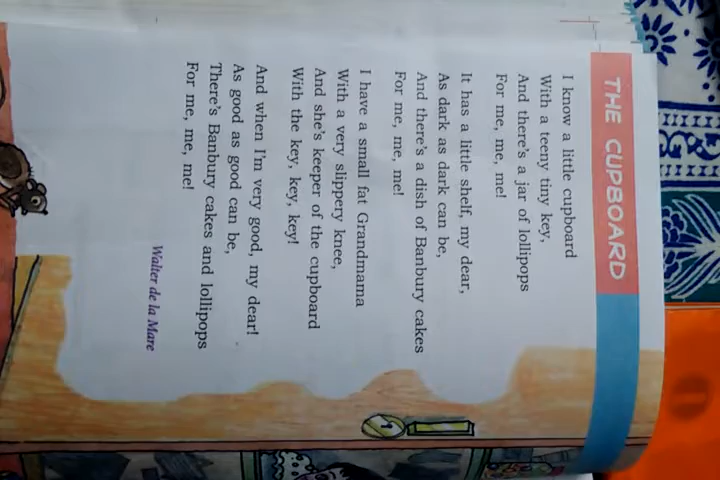 THE CUPBOARD
I know a little cupboard
With a teeny tiny key,
And there's a jar of lollipops
For me, me, me!
It has a little shelf, my dear,
As dark as dark can be,
And there's a dish of Banbury cakes
For me, me, me!
I have a small fat Grandmama
With a very slippery knee,
And she's keeper of the cupboard
With the key, key, key!
And when I'm very good, my dear!
As good as good can be,
There's Banbury cakes and lollipops
For me, me, me!
Walter de la Mare